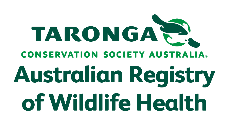 TARONGA
CONSERVATION SOCIETY AUSTRALIA.
Australian Registry
of Wildlife Health